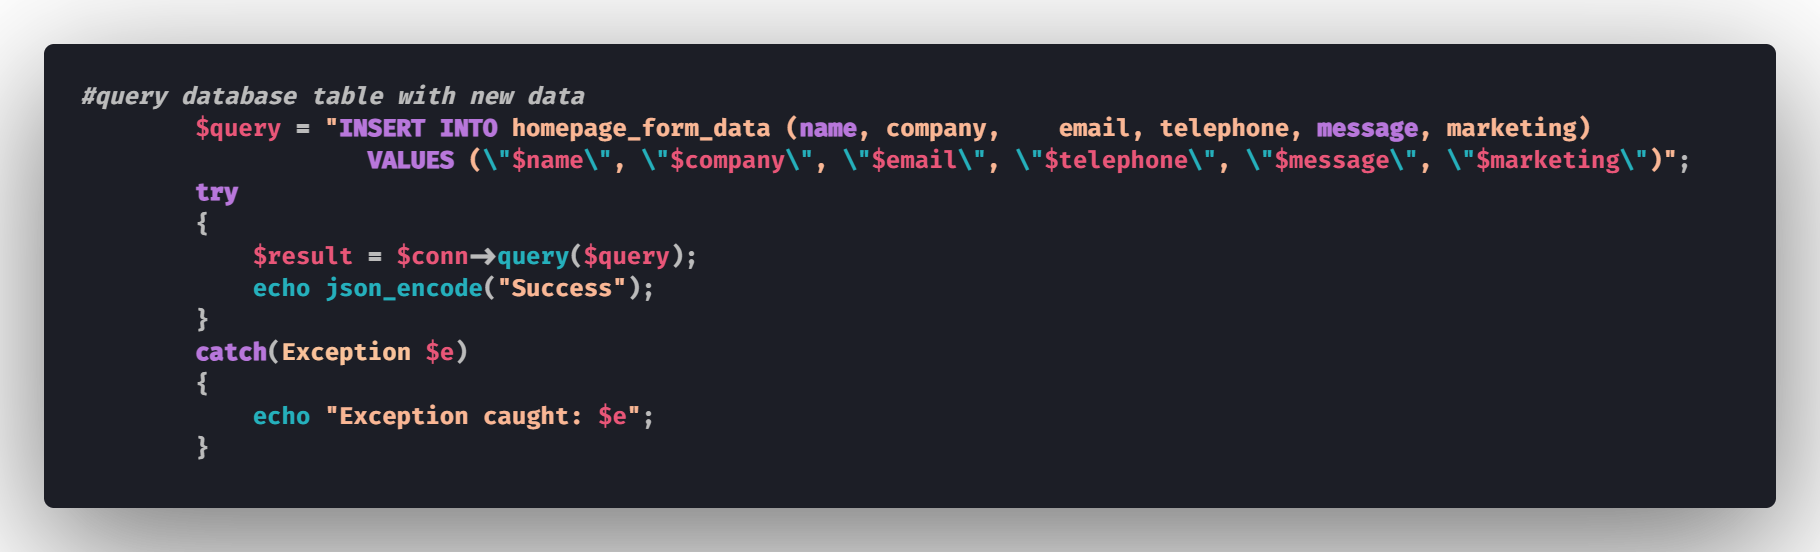 #query database table with new data
        $query = "INSERT INTO homepage_form_data (name, company,    email, telephone, message, marketing)
                    VALUES (\"$name\", \"$company\", \"$email\", \"$telephone\", \"$message\", \"$marketing\")";
        try
        {
            $result = $conn->query($query);
            echo json_encode("Success");
        }
        catch(Exception $e)
        {
            echo "Exception caught: $e";
        }